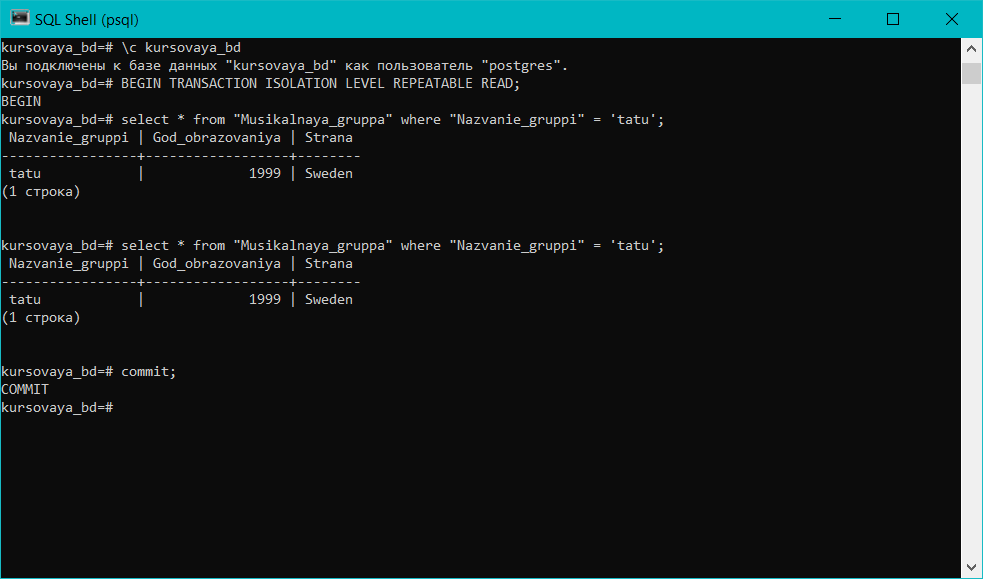 SQL Shell (psql)
kursovaya_bd=# \c kursovaya_bd
Вы подключены к базе данных "kursovaya_bd" как пользователь "postgres".
kursovaya_bd=# BEGIN TRANSACTION ISOLATION LEVEL REPEATABLE READ;
BEGIN
kursovaya_bd=# select * from "Musikalnaya_gruppa" where "Nazvanie_gruppi" = 'tatu';
 Nazvanie_gruppi | God_obrazovaniya | Strana
-----------------+------------------+--------
 tatu            |             1999 | Sweden
(1 строка)
kursovaya_bd=# select * from "Musikalnaya_gruppa" where "Nazvanie_gruppi" = 'tatu';
 Nazvanie_gruppi | God_obrazovaniya | Strana
-----------------+------------------+--------
 tatu            |             1999 | Sweden
(1 строка)
kursovaya_bd=# commit;
COMMIT
kursovaya_bd=#